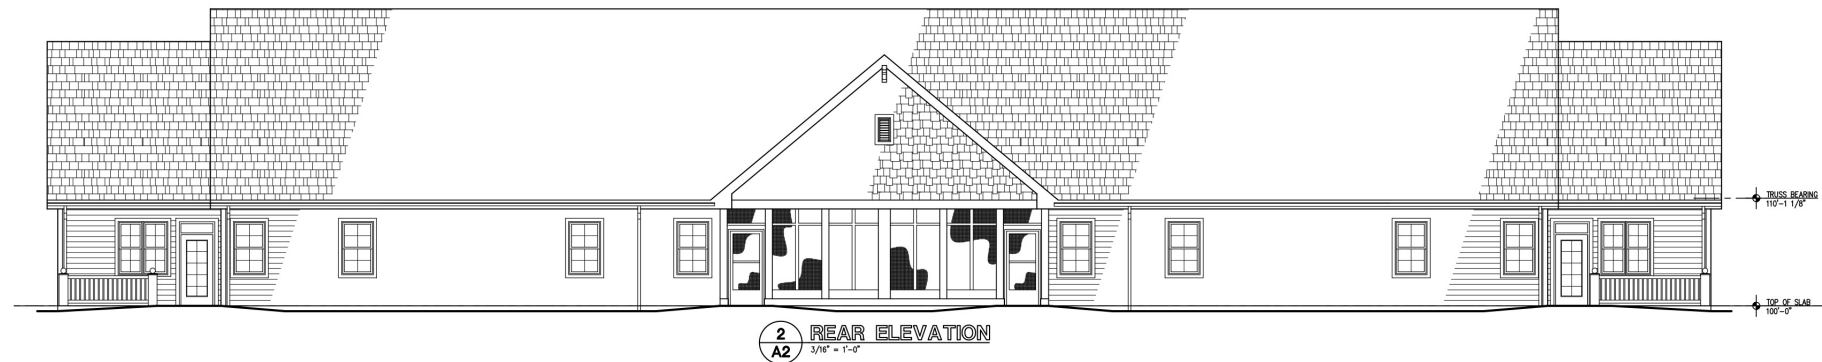 TRUSS BEARING
110'-1 1/8"
TOP OF SLAB
100'-0"
2
A2
REAR ELEVATION
3/16" = 1'-0"